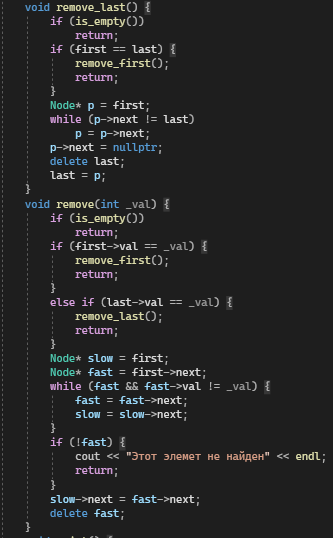 void remove_last() {
if (is_empty())
return;
if (first == last) {
remove_first();
return;
}
Node* p = first;
while (p->next != last)
p = p->next;
p->next = nullptr;
delete last;
last = p;
}
void remove(int _val) {
if (is_empty())
return;
if (first->val == _val) {
remove_first();
return;
}
else if (last->val == _val) {
remove_last();
return;
}
Node* slow = first;
Node* fast = first->next;
while (fast && fast->val != _val) {
fast = fast->next;
slow = slow->next;
}
if (!fast) {
cout << "Этот элемет не найден" << endl;
return;
}
slow->next = fast->next;
delete fast;
}